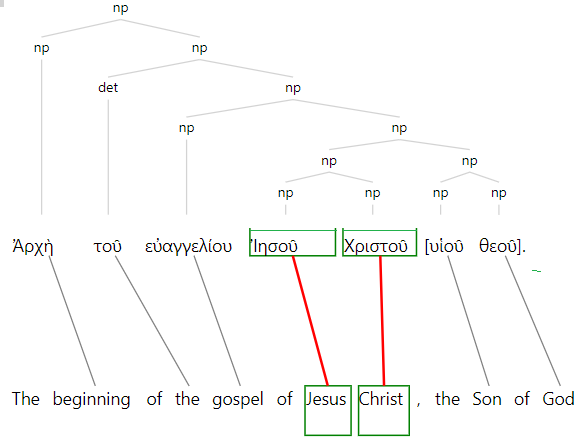 np
np np
det np
np np
np np
np np np np
Ἀρχὴ τοῦ εὐαγγελίου Ἰησοῦ Χριστοῦ [υἱοῦ θεοῦ].
The beginning of the gospel of Jesus Christ , the Son of God